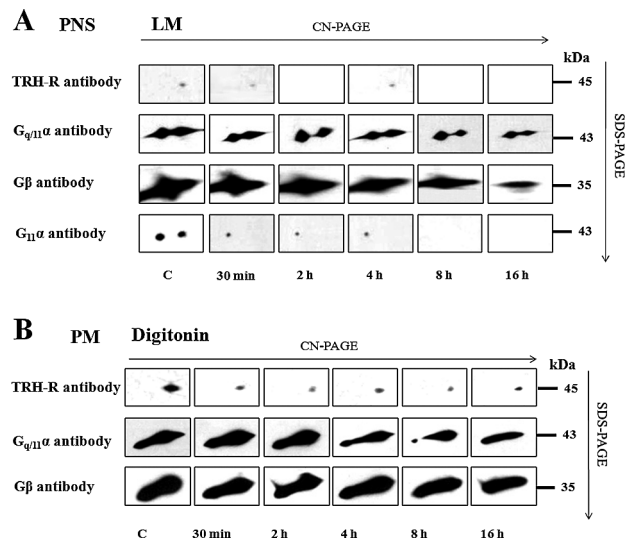 A PNS LM
CN-PAGE
kDa
TRH-R antibody 45
Gq/11α antibody 43
Gβ antibody 35
G11α antibody 43
SDS-PAGE
C 30 min 2 h 4 h 8 h 16 h
B PM Digitonin
CN-PAGE
kDa
TRH-R antibody 45
Gq/11α antibody 43
Gβ antibody 35
SDS-PAGE
C 30 min 2 h 4 h 8 h 16 h